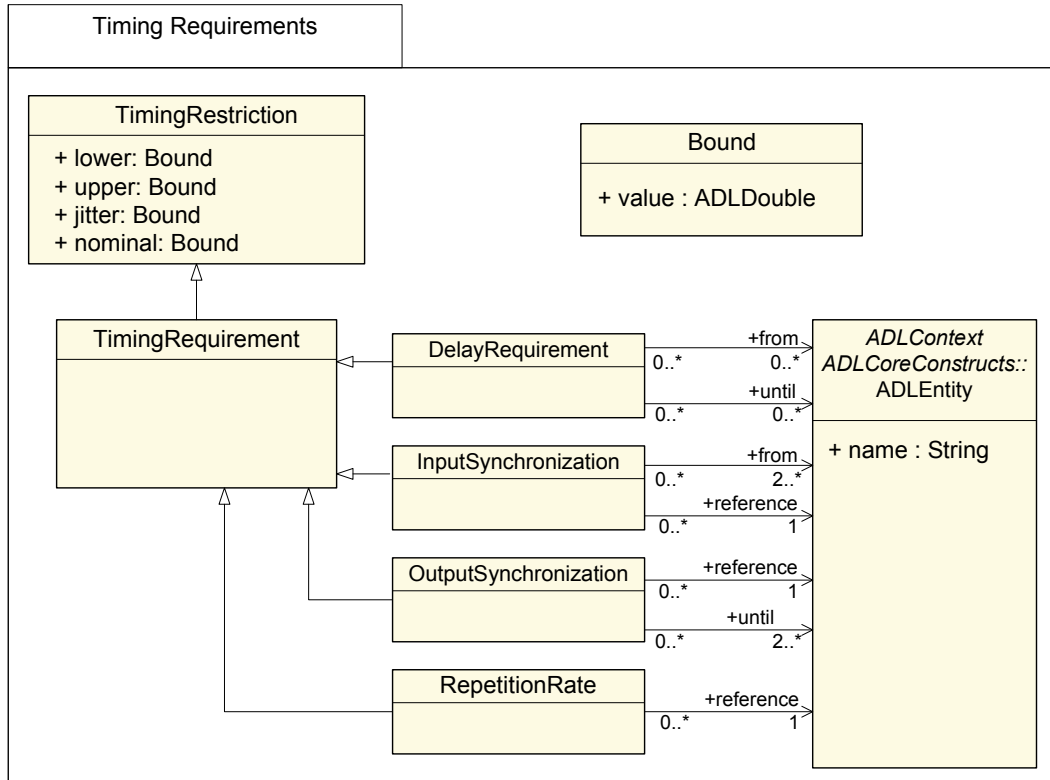 Timing Requirements
TimingRestriction
+ lower: Bound
+ upper: Bound
+ jitter: Bound
+ nominal: Bound
Bound
+ value : ADLDouble
TimingRequirement
DelayRequirement
+from
0..*
0..*
+until
0..*
0..*
ADLContext
ADLCoreConstructs::
ADLEntity
+ name : String
InputSynchronization
+from
0..*
2..*
+reference
0..*
1
OutputSynchronization
+reference
0..*
1
+until
0..*
2..*
RepetitionRate
+reference
0..*
1